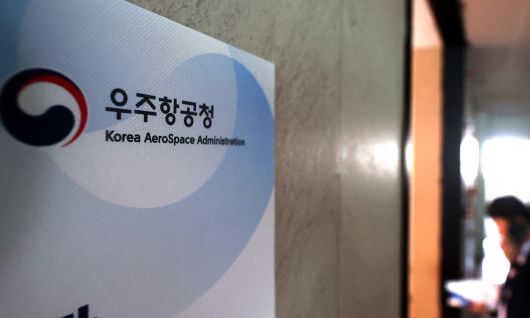 우주항공청
Korea AeroSpace Administration